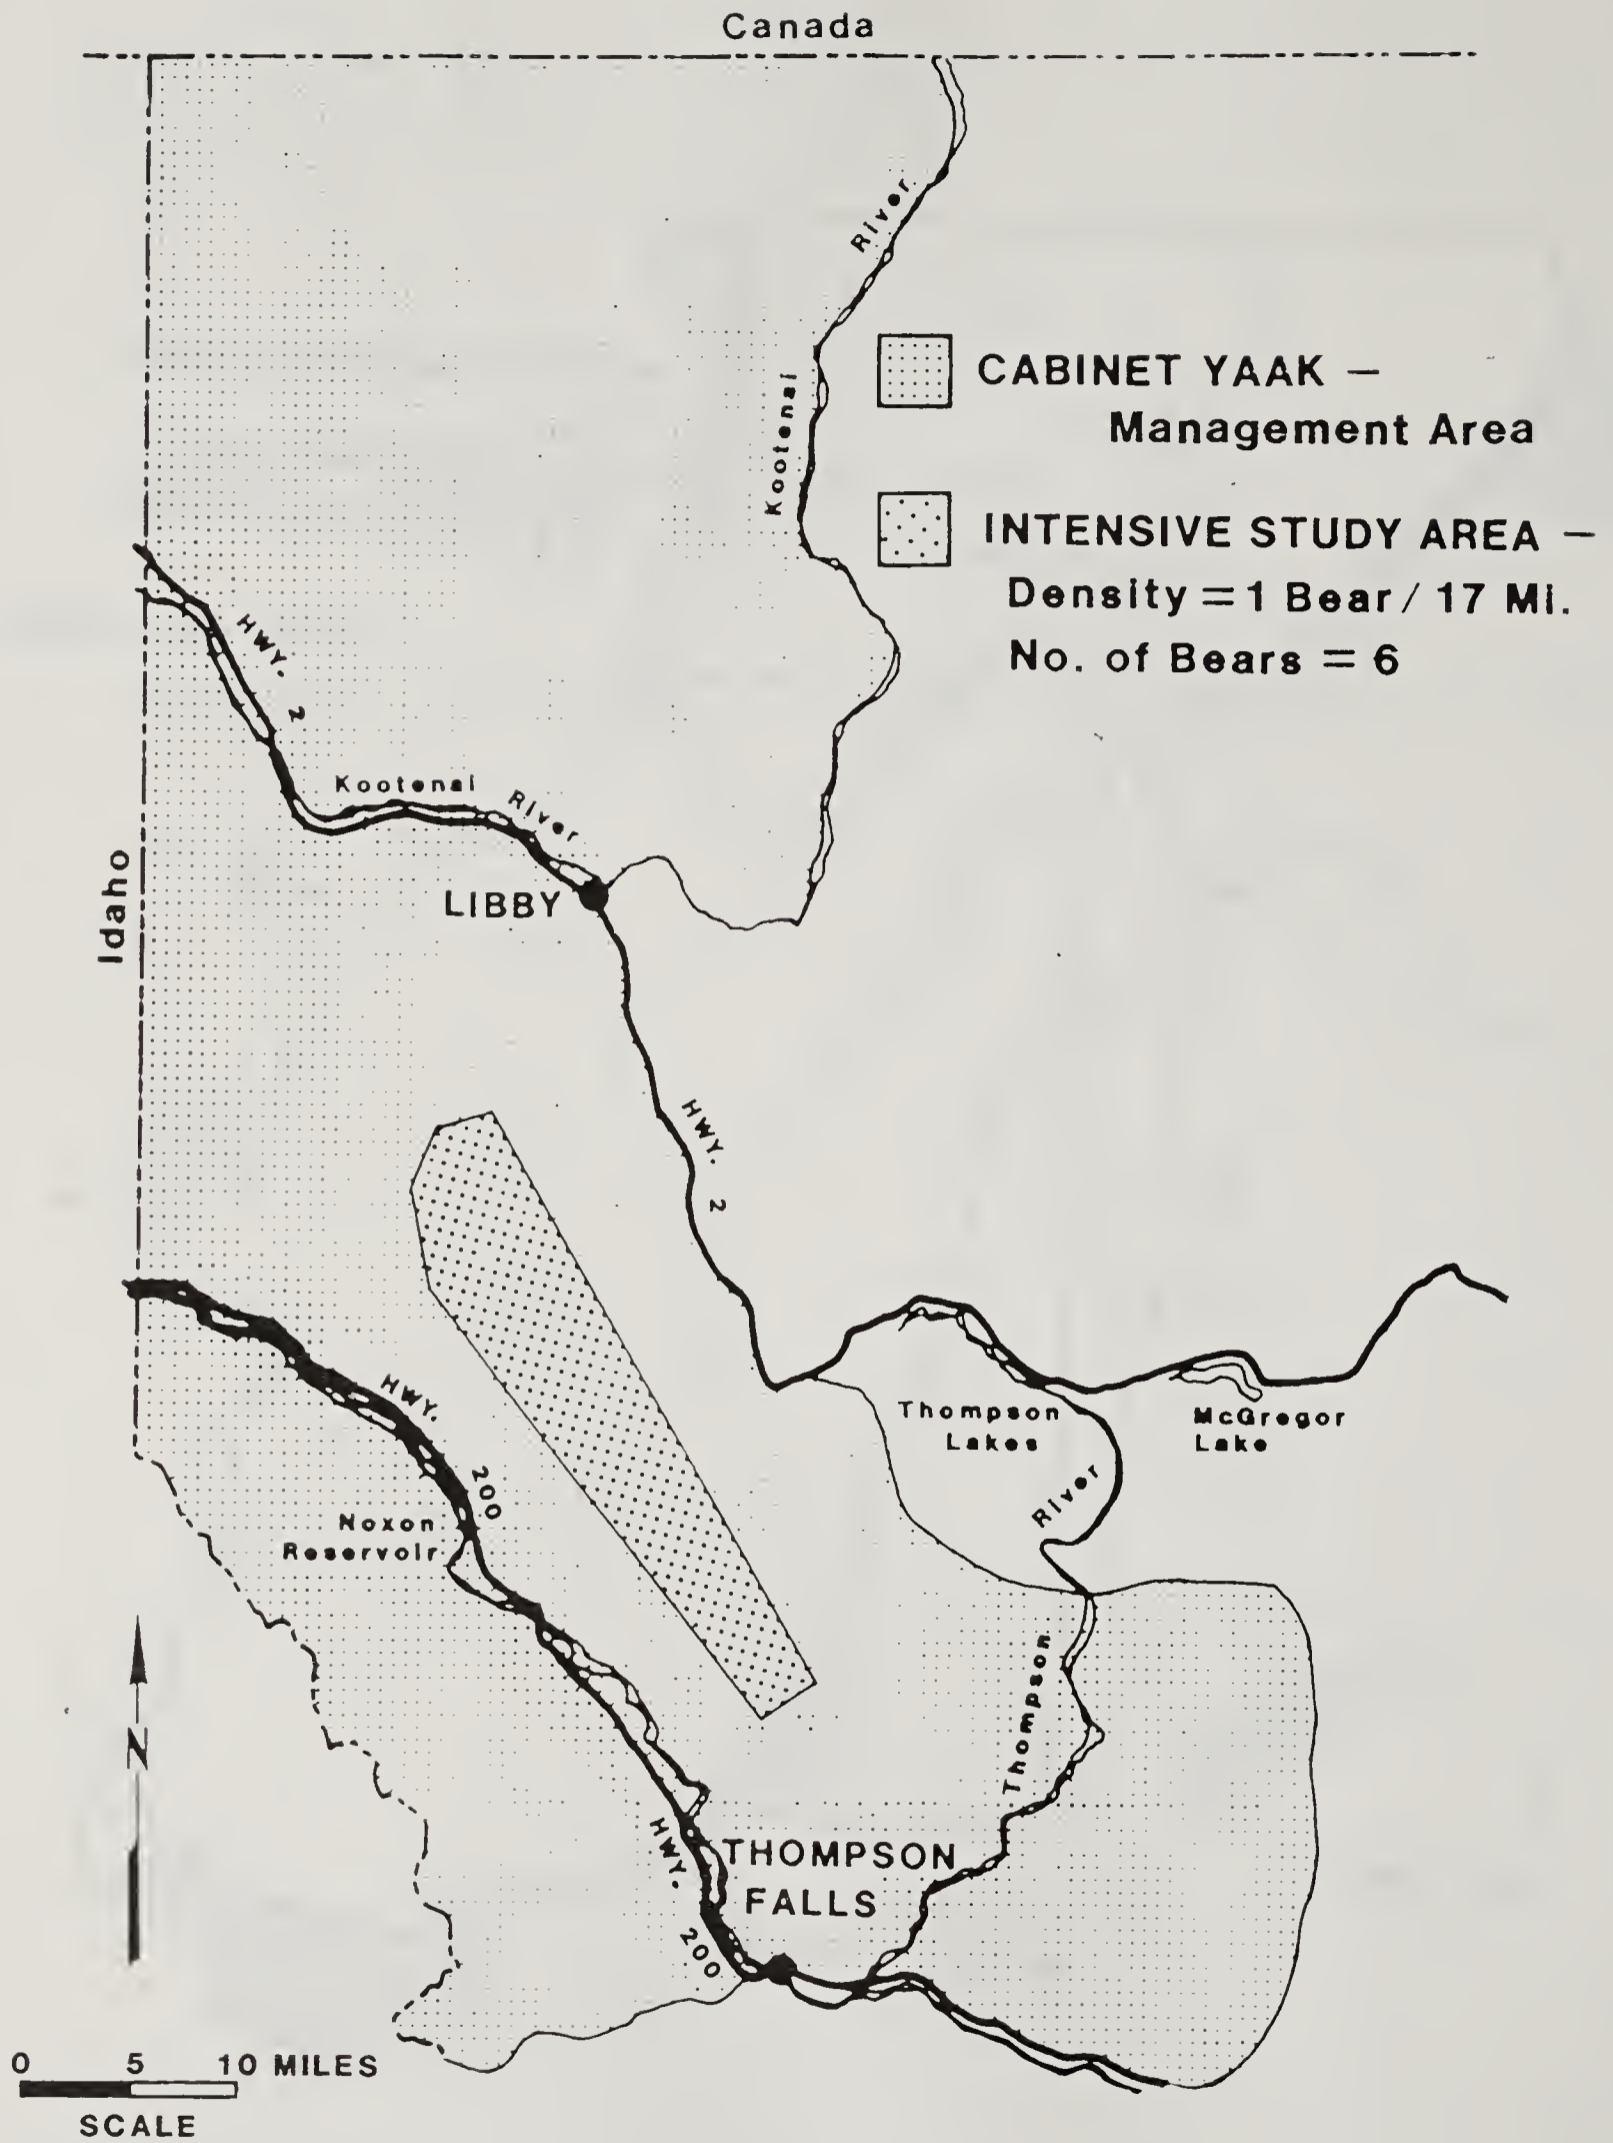 Canada
River
Kootenai
CABINET YAAK —
Management Area
INTENSIVE STUDY AREA —
Density = 1 Bear / 17 Mi.
No. of Bears = 6
HWY.
2
Kootenai
River
LIBBY
Idaho
HWY.
2
HWY.
200
Thompson
Lakes
McGregor
Lake
River
Noxon
Reservoir
Thompson
N
HWY.
200
THOMPSON
FALLS
0 5 10 MILES
SCALE